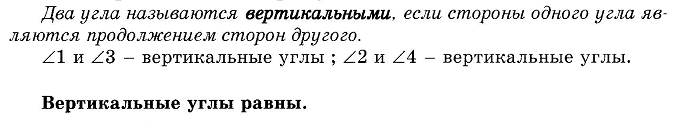 Два угла называются вертикальными, если стороны одного угла яв-
ляются продолжением сторон другого.
∠1 и ∠3 – вертикальные углы ; ∠2 и ∠4 – вертикальные углы.
Вертикальные углы равны.